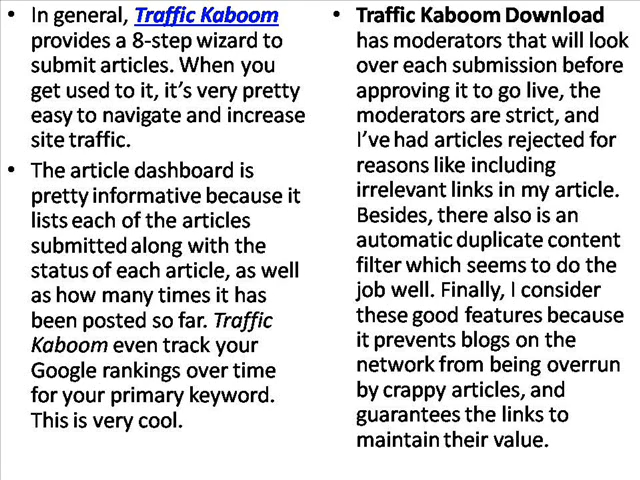 • In general, Traffic Kaboom
provides a 8-step wizard to
submit articles. When you
get used to it, it's very pretty
easy to navigate and increase
site traffic.
• The article dashboard is
pretty informative because it
lists each of the articles
submitted along with the
status of each article, as well
as how many times it has
been posted so far. Traffic
Kaboom even track your
Google rankings over time
for your primary keyword.
This is very cool.
• Traffic Kaboom Download
has moderators that will look
over each submission before
approving it to go live, the
moderators are strict, and
I've had articles rejected for
reasons like including
irrelevant links in my article.
Besides, there also is an
automatic duplicate content
filter which seems to do the
job well. Finally, I consider
these good features because
it prevents blogs on the
network from being overrun
by crappy articles, and
guarantees the links to
maintain their value.